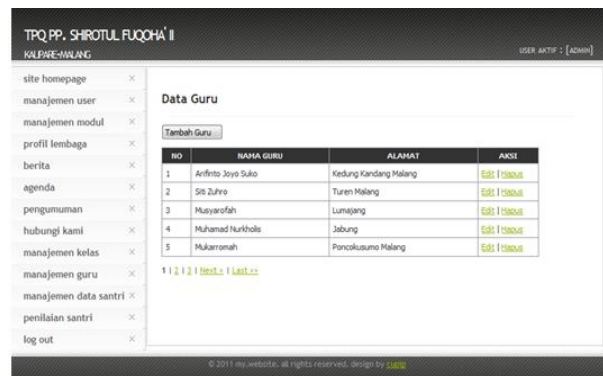 TPQ PP. SHIROTUL FUQOHA' II
KALIPARE-MALANG
USER AKTIF : [ADMIN]
site homepage
manajemen user
manajemen modul
profil lembaga
berita
agenda
pengumuman
hubungi kami
manajemen kelas
manajemen guru
manajemen data santri
penilaian santri
log out
Data Guru
Tambah Guru
NO NAMA GURU ALAMAT AKSI
1 Arifinto Joyo Suko Kedung Kandang Malang Edit | Hapus
2 Siti Zuhro Turen Malang Edit | Hapus
3 Musyarofah Lumajang Edit | Hapus
4 Muhamad Nurkholis Jabung Edit | Hapus
5 Mukarromah Poncokusumo Malang Edit | Hapus
1 | 2 | 3 | Next > | Last >>
© 2011 my.website, all rights reserved. design by